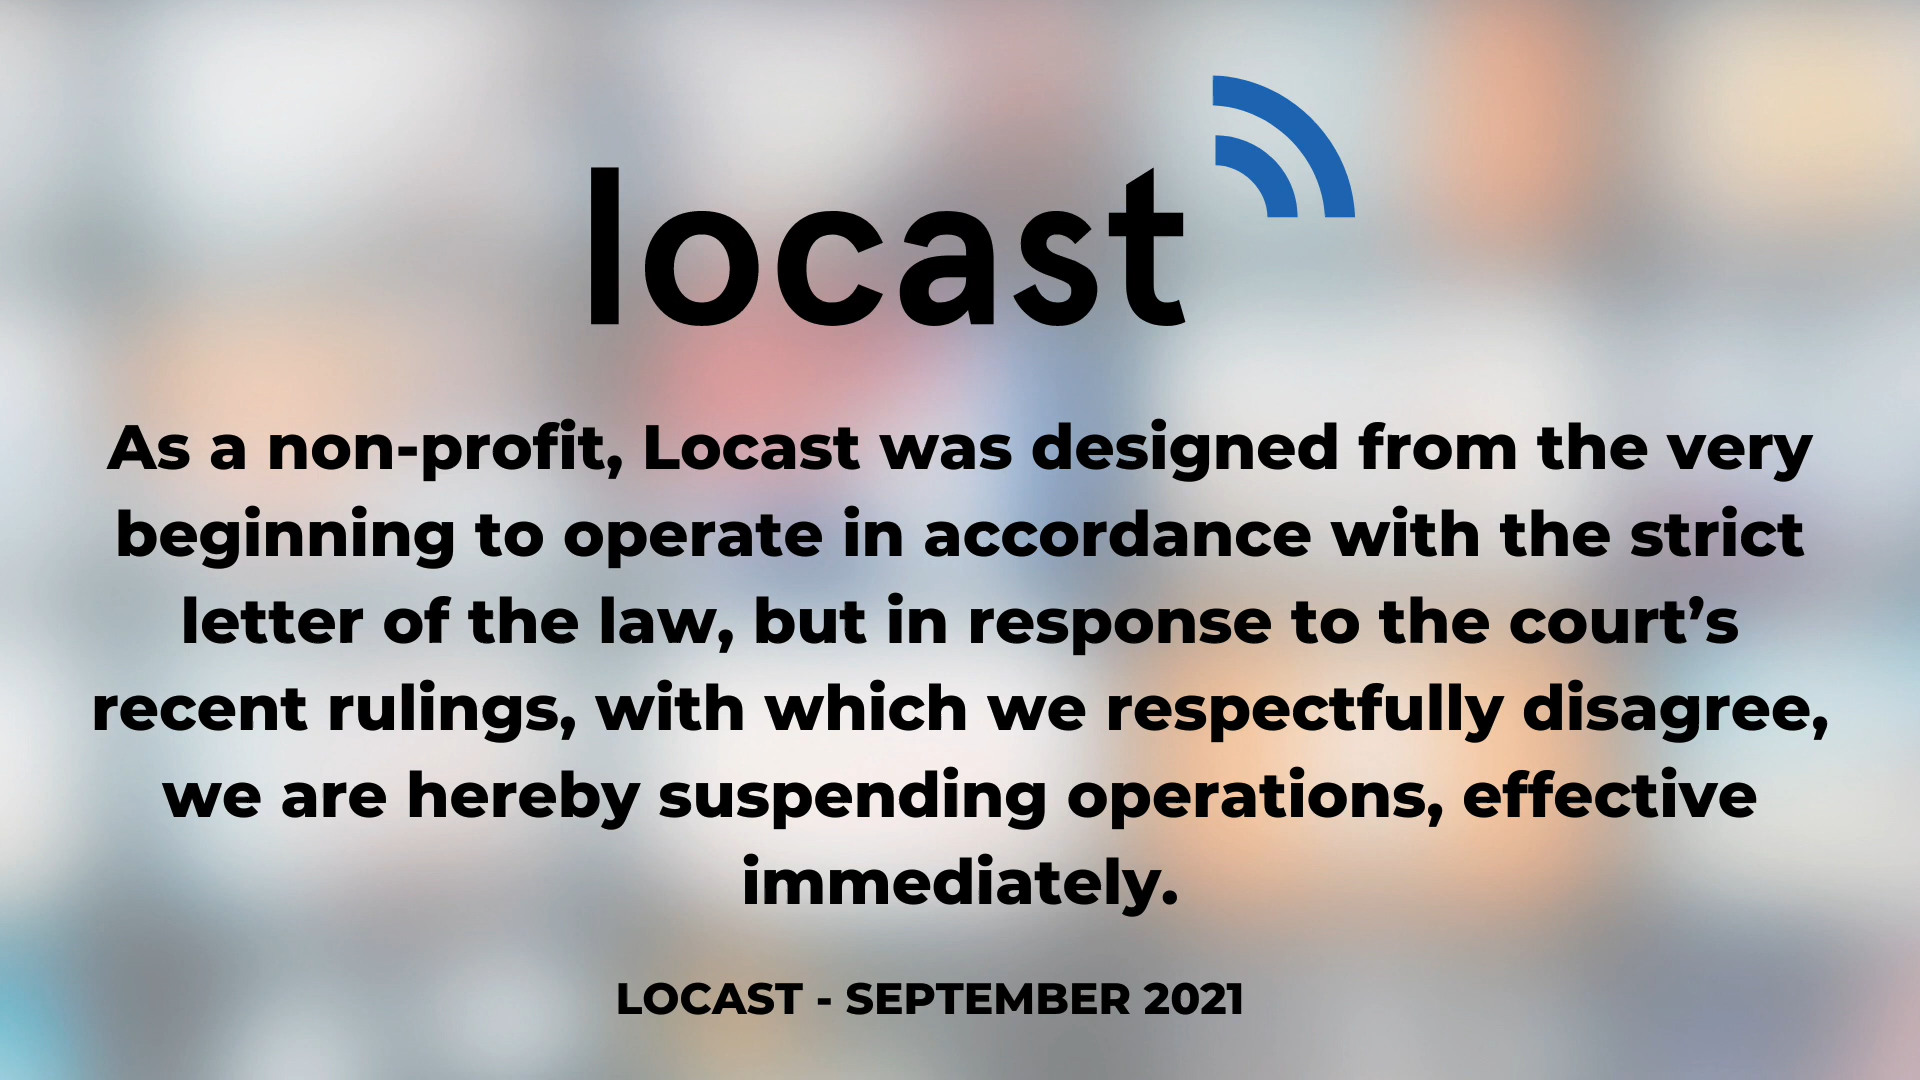 locast
As a non-profit, Locast was designed from the very
beginning to operate in accordance with the strict
letter of the law, but in response to the court’s
recent rulings, with which we respectfully disagree,
we are hereby suspending operations, effective
immediately.
LOCAST - SEPTEMBER 2021